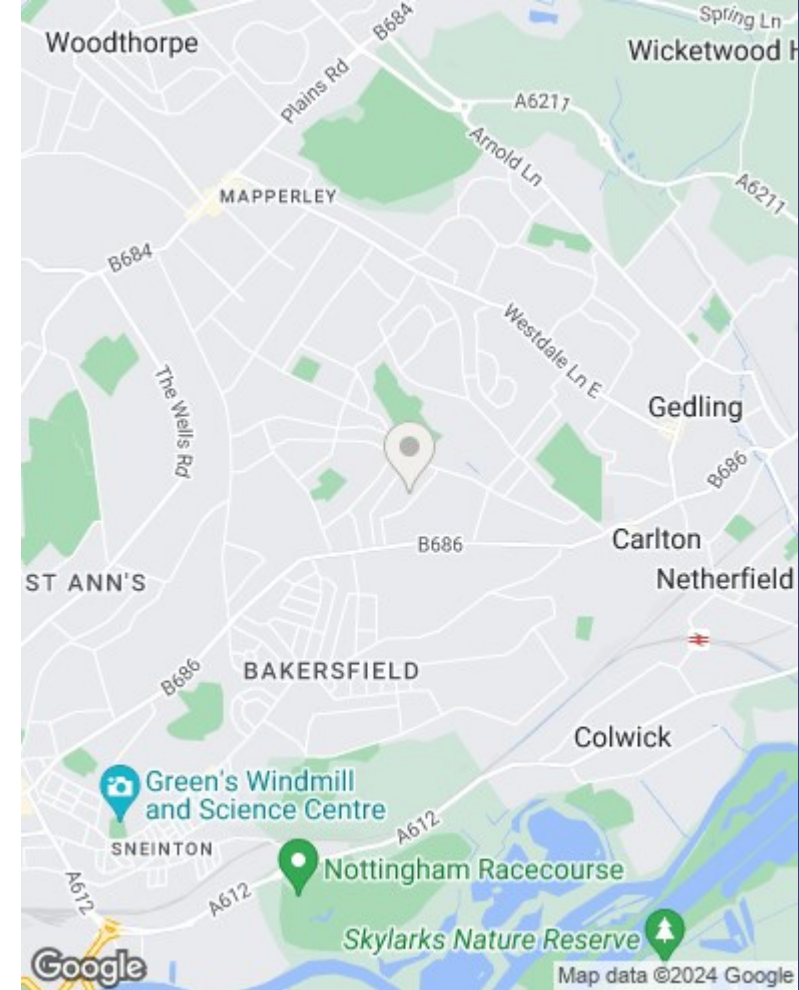 B684
Spring Ln
Woodthorpe
Wicketwood H
Plains Rd
A6211
Arnold Ln
A6211
MAPPERLEY
B684
Westdale Ln E
The Wells Rd
Gedling
B686
B686
Carlton
Netherfield
ST ANN'S
B686
BAKERSFIELD
Colwick
Green's Windmill
and Science Centre
A612
SNEINTON
Nottingham Racecourse
A612
A612
Skylarks Nature Reserve
Google
Map data ©2024 Google